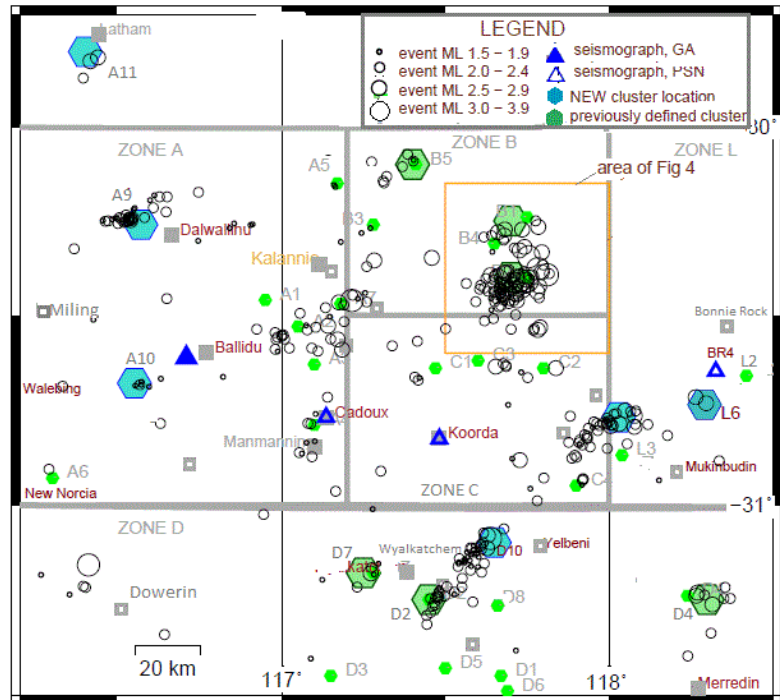 LEGEND
event ML 1.5 – 1.9
event ML 2.0 – 2.4
event ML 2.5 – 2.9
event ML 3.0 – 3.9
seismograph, GA
seismograph, PSN
NEW cluster location
previously defined cluster
Latham
A11
–30°
ZONE A
ZONE B
ZONE L
area of Fig 4
A5
B5
A9
B3
B4
Dalwallinu
Kalannie
A1
A2
Miling
Bonnie Rock
Ballidu
A10
C1
C3
C2
BR4
L2
Walebing
Cadoux
L6
Koorda
Manmanning
L3
Mukinbudin
A6
New Norcia
ZONE C
–31°
ZONE D
Wyalkatchem
D10
Yelbeni
D7
Dowerin
D2
D8
D4
20 km
117°
118°
D3
D5
D1
D6
Merredin